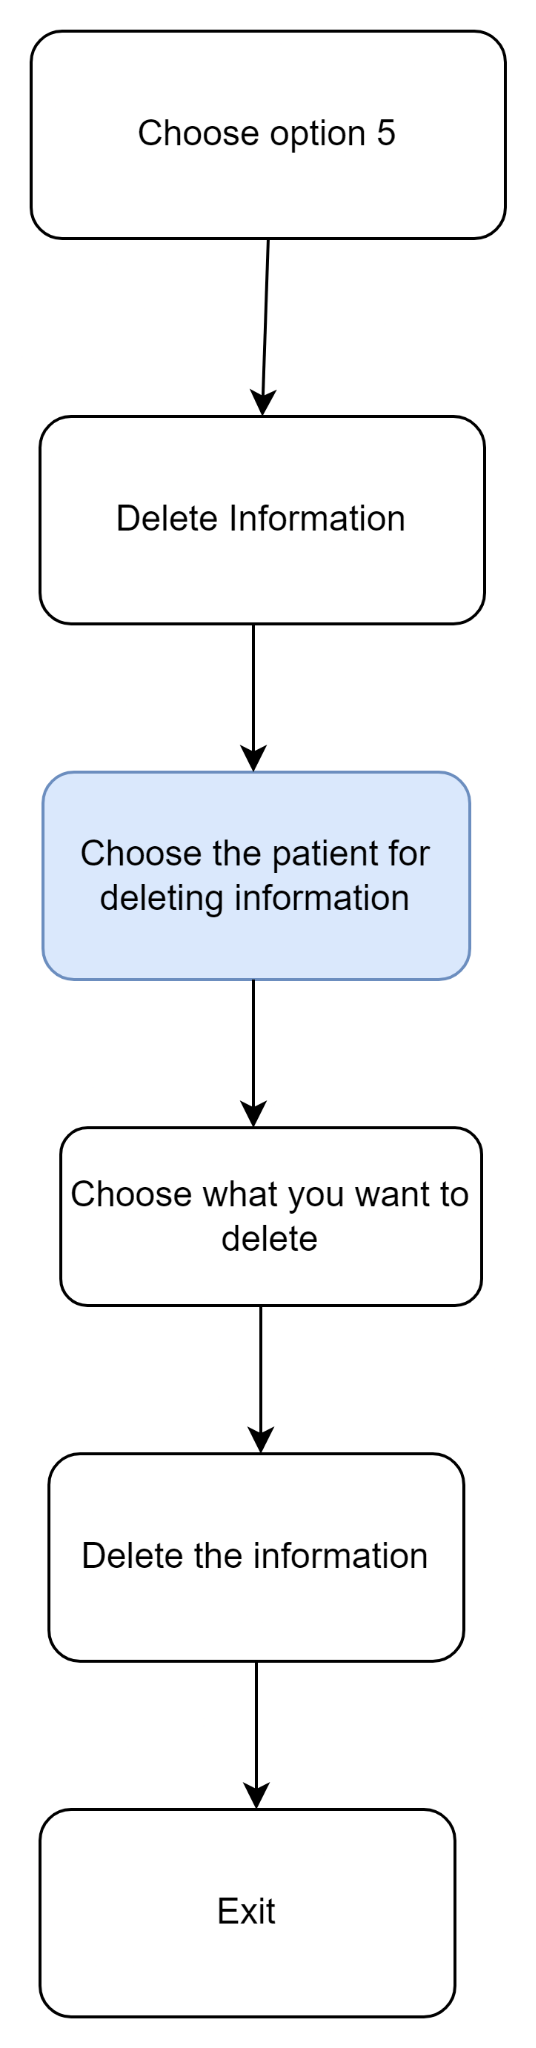 Choose option 5
Delete Information
Choose the patient for
deleting information
Choose what you want to
delete
Delete the information
Exit